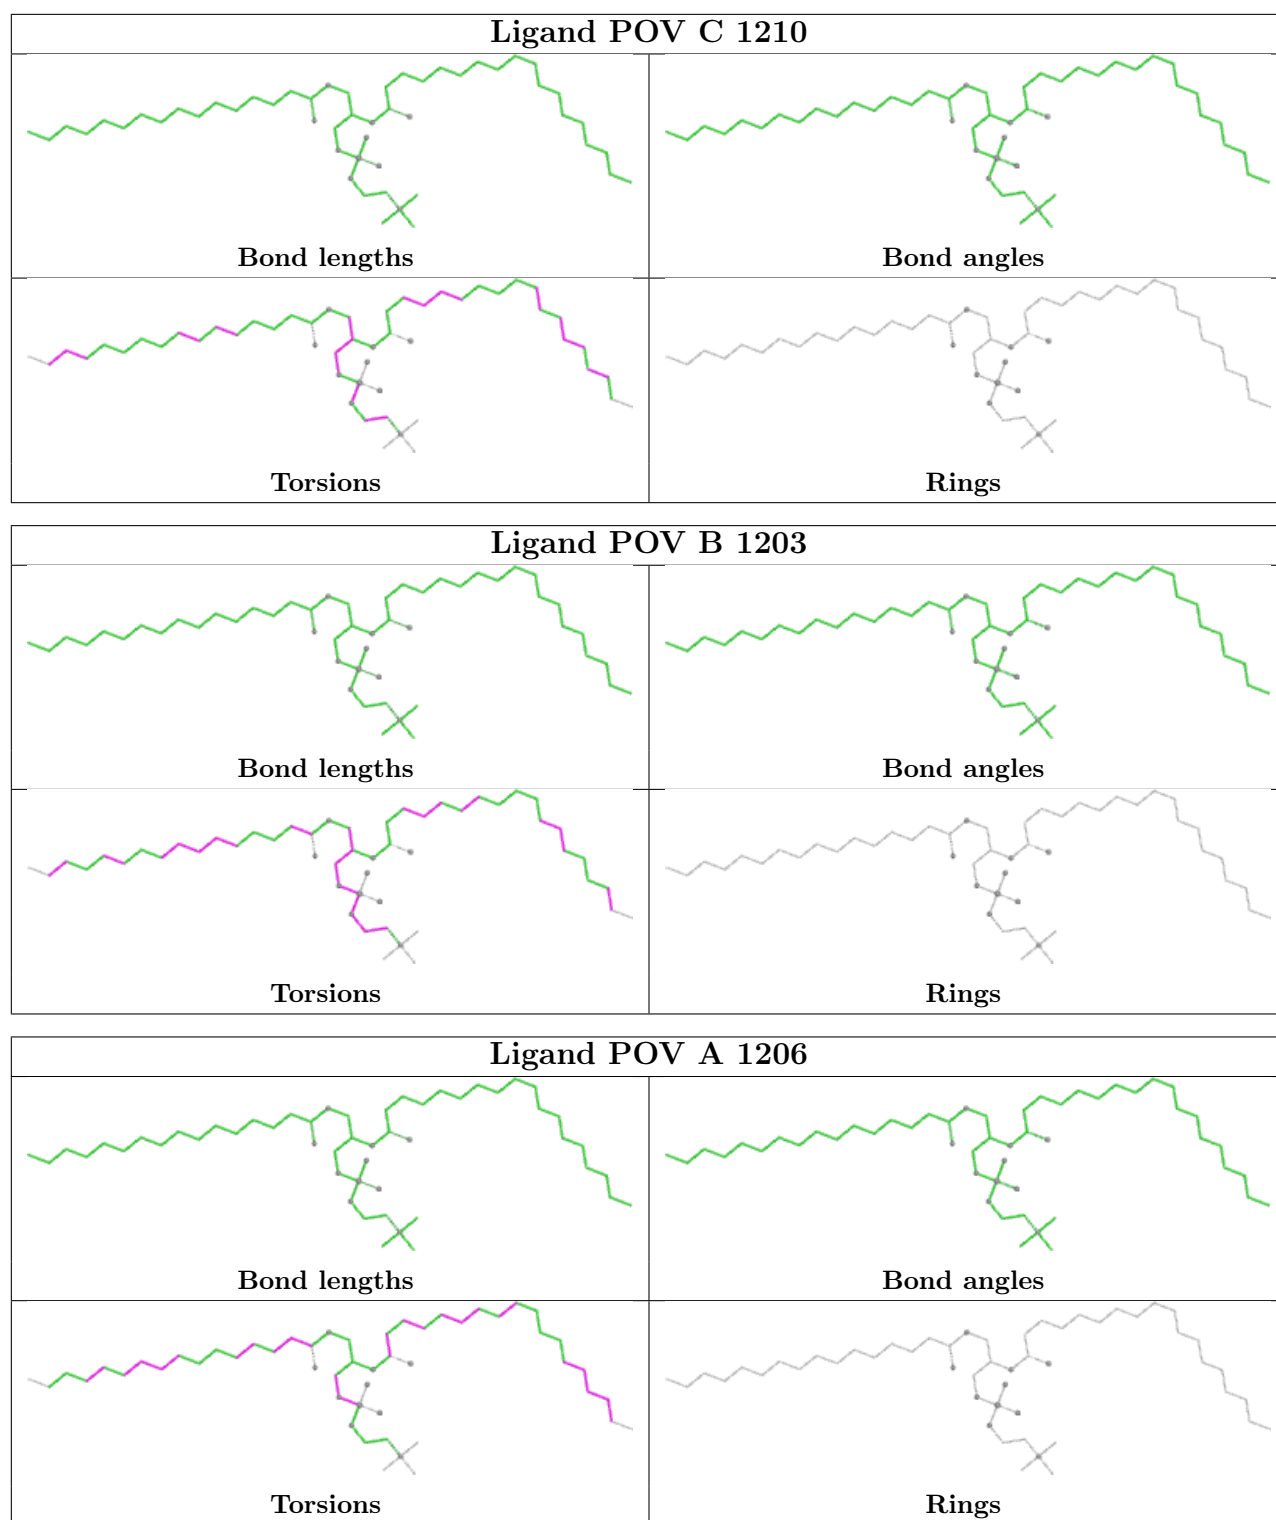 Ligand POV C 1210
Bond lengths
Bond angles
Torsions
Rings
Ligand POV B 1203
Bond lengths
Bond angles
Torsions
Rings
Ligand POV A 1206
Bond lengths
Bond angles
Torsions
Rings